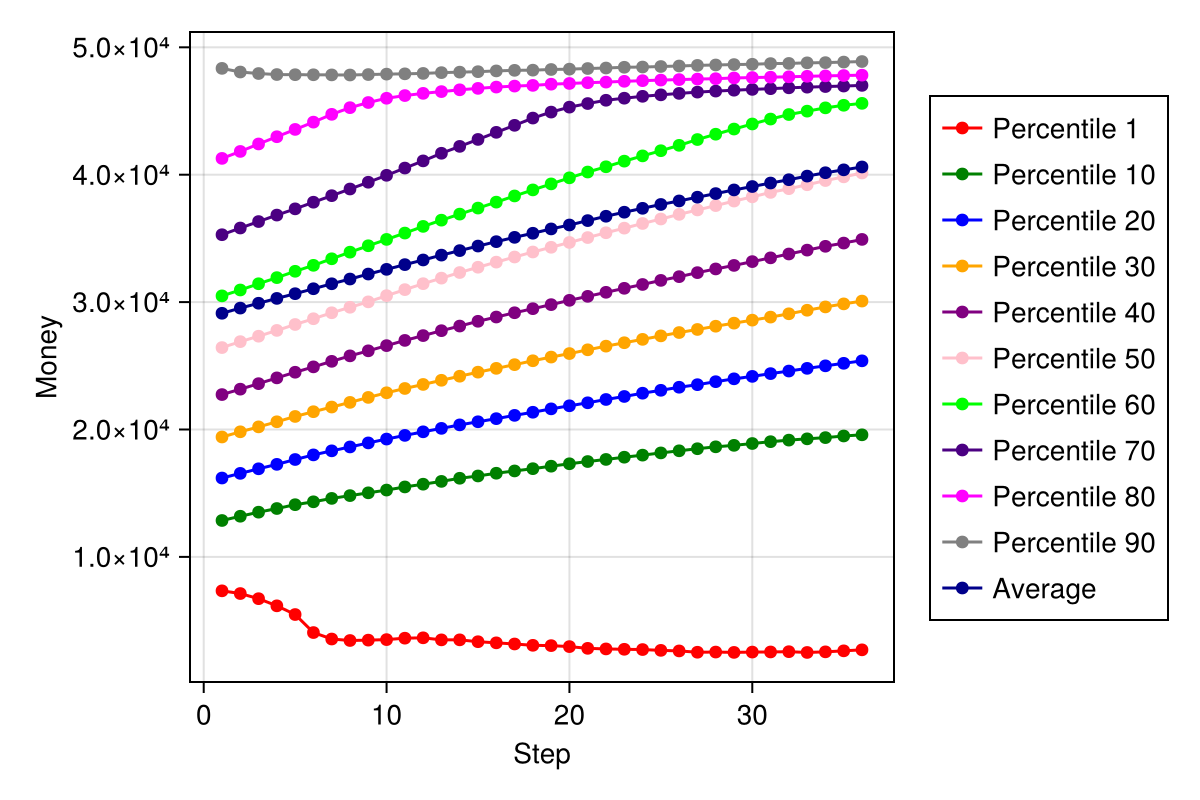 5.0×10⁴
4.0×10⁴
3.0×10⁴
2.0×10⁴
1.0×10⁴
Money
0 10 20 30
Step
Percentile 1
Percentile 10
Percentile 20
Percentile 30
Percentile 40
Percentile 50
Percentile 60
Percentile 70
Percentile 80
Percentile 90
Average